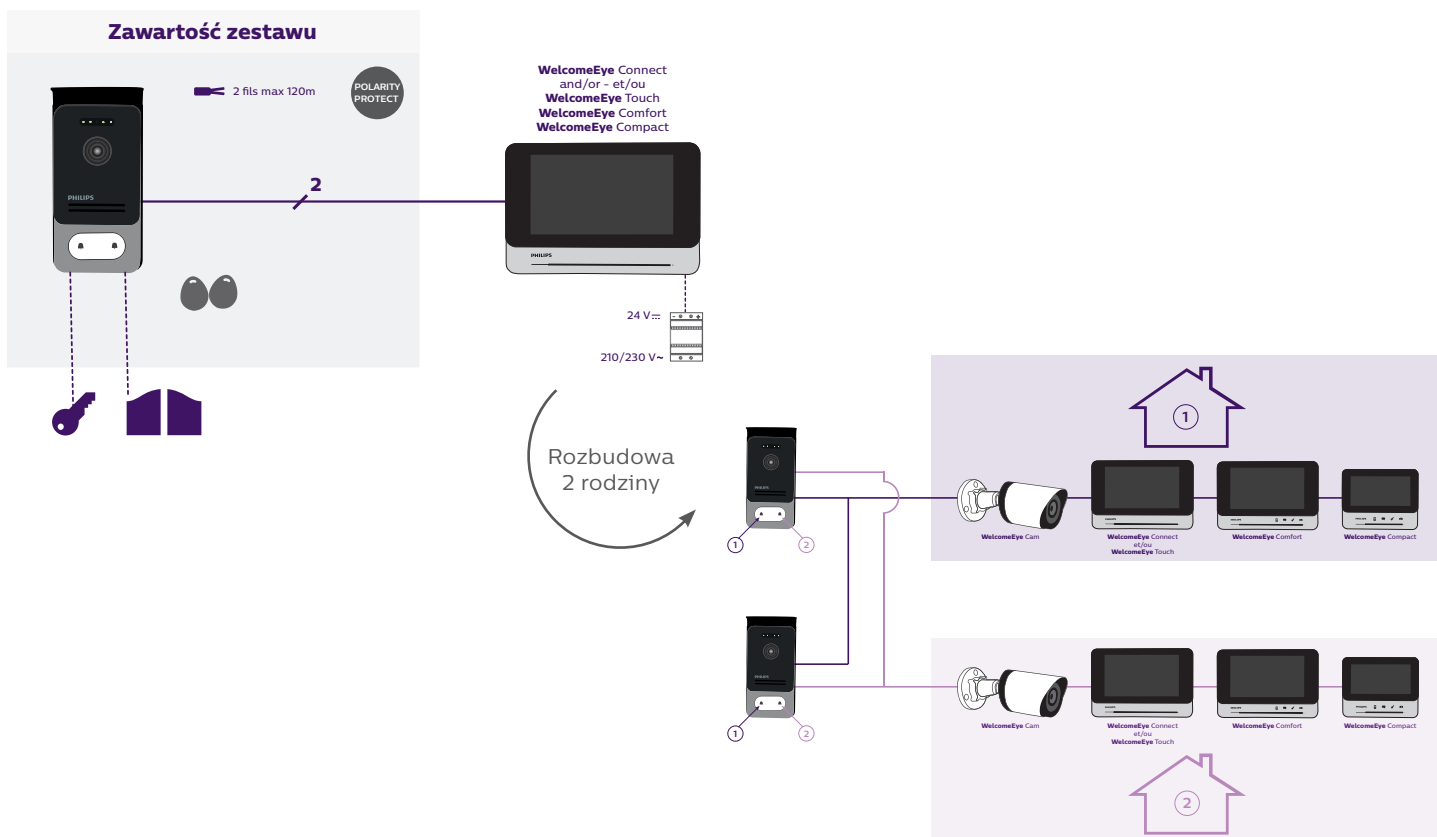 Zawartość zestawu
2 fils max 120m
POLARITY
PROTECT
WelcomeEye Connect
and/or - et/ou
WelcomeEye Touch
WelcomeEye Comfort
WelcomeEye Compact
PHILIPS
2
PHILIPS
24 V
210/230 V~
Rozbudowa
2 rodziny
1
PHILIPS
1
2
WelcomeEye Cam
WelcomeEye Connect
et/ou
WelcomeEye Touch
WelcomeEye Comfort
WelcomeEye Compact
PHILIPS
1
2
WelcomeEye Cam
WelcomeEye Connect
et/ou
WelcomeEye Touch
WelcomeEye Comfort
WelcomeEye Compact
2